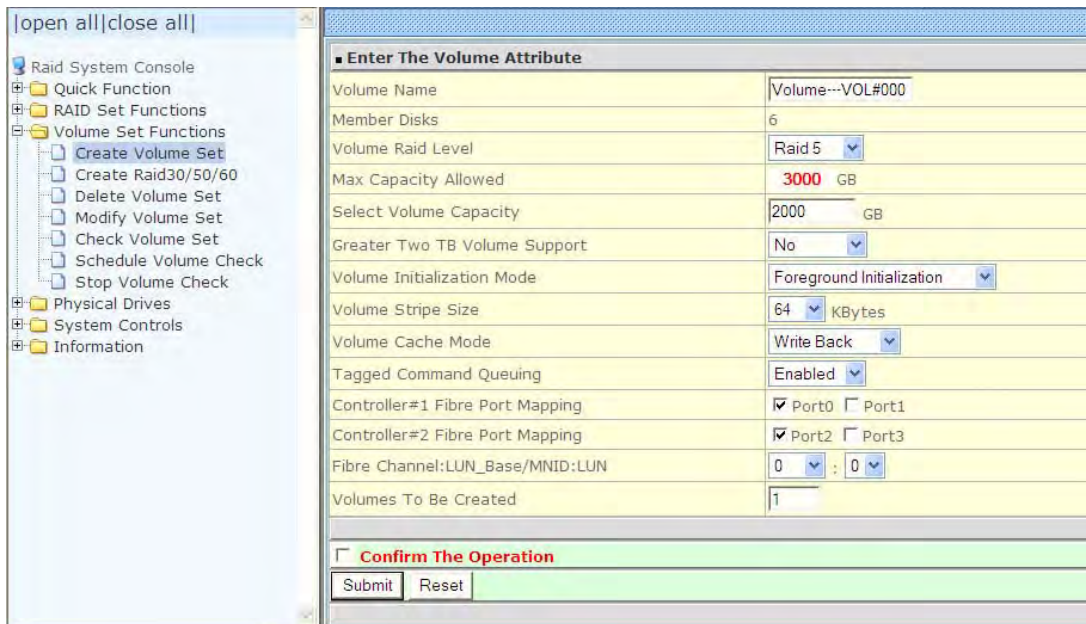 |open all|close all|
Raid System Console
Quick Function
RAID Set Functions
Volume Set Functions
Create Volume Set
Create Raid30/50/60
Delete Volume Set
Modify Volume Set
Check Volume Set
Schedule Volume Check
Stop Volume Check
Physical Drives
System Controls
Information
Enter The Volume Attribute
Volume Name Volume---VOL#000
Member Disks 6
Volume Raid Level Raid 5
Max Capacity Allowed 3000 GB
Select Volume Capacity 2000 GB
Greater Two TB Volume Support No
Volume Initialization Mode Foreground Initialization
Volume Stripe Size 64 KBytes
Volume Cache Mode Write Back
Tagged Command Queuing Enabled
Controller#1 Fibre Port Mapping Port0 Port1
Controller#2 Fibre Port Mapping Port2 Port3
Fibre Channel:LUN_Base/MNID:LUN 0 : 0
Volumes To Be Created 1
Confirm The Operation
Submit Reset